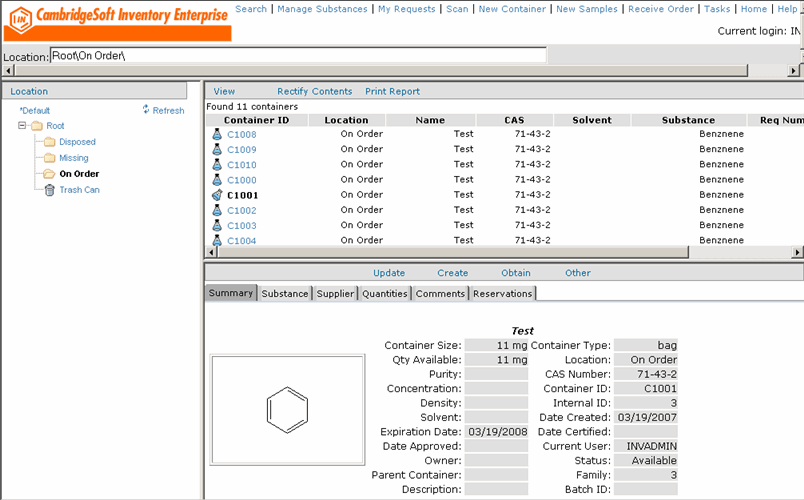 CambridgeSoft Inventory Enterprise
Search | Manage Substances | My Requests | Scan | New Container | New Samples | Receive Order | Tasks | Home | Help
Current login: IN
Location: Root\On Order\
Location
*Default Refresh
Root
Disposed
Missing
On Order
Trash Can
View Rectify Contents Print Report
Found 11 containers
Container ID Location Name CAS Solvent Substance Req Num
C1008 On Order Test 71-43-2 Benznene
C1009 On Order Test 71-43-2 Benznene
C1010 On Order Test 71-43-2 Benznene
C1000 On Order Test 71-43-2 Benznene
C1001 On Order Test 71-43-2 Benznene
C1002 On Order Test 71-43-2 Benznene
C1003 On Order Test 71-43-2 Benznene
C1004 On Order Test 71-43-2 Benznene
Update Create Obtain Other
Summary Substance Supplier Quantities Comments Reservations
Test
Container Size: 11 mg Container Type: bag
Qty Available: 11 mg Location: On Order
Purity: CAS Number: 71-43-2
Concentration: Container ID: C1001
Density: Internal ID: 3
Solvent: Date Created: 03/19/2007
Expiration Date: 03/19/2008 Date Certified:
Date Approved: Current User: INVADMIN
Owner: Status: Available
Parent Container: Family: 3
Description: Batch ID: